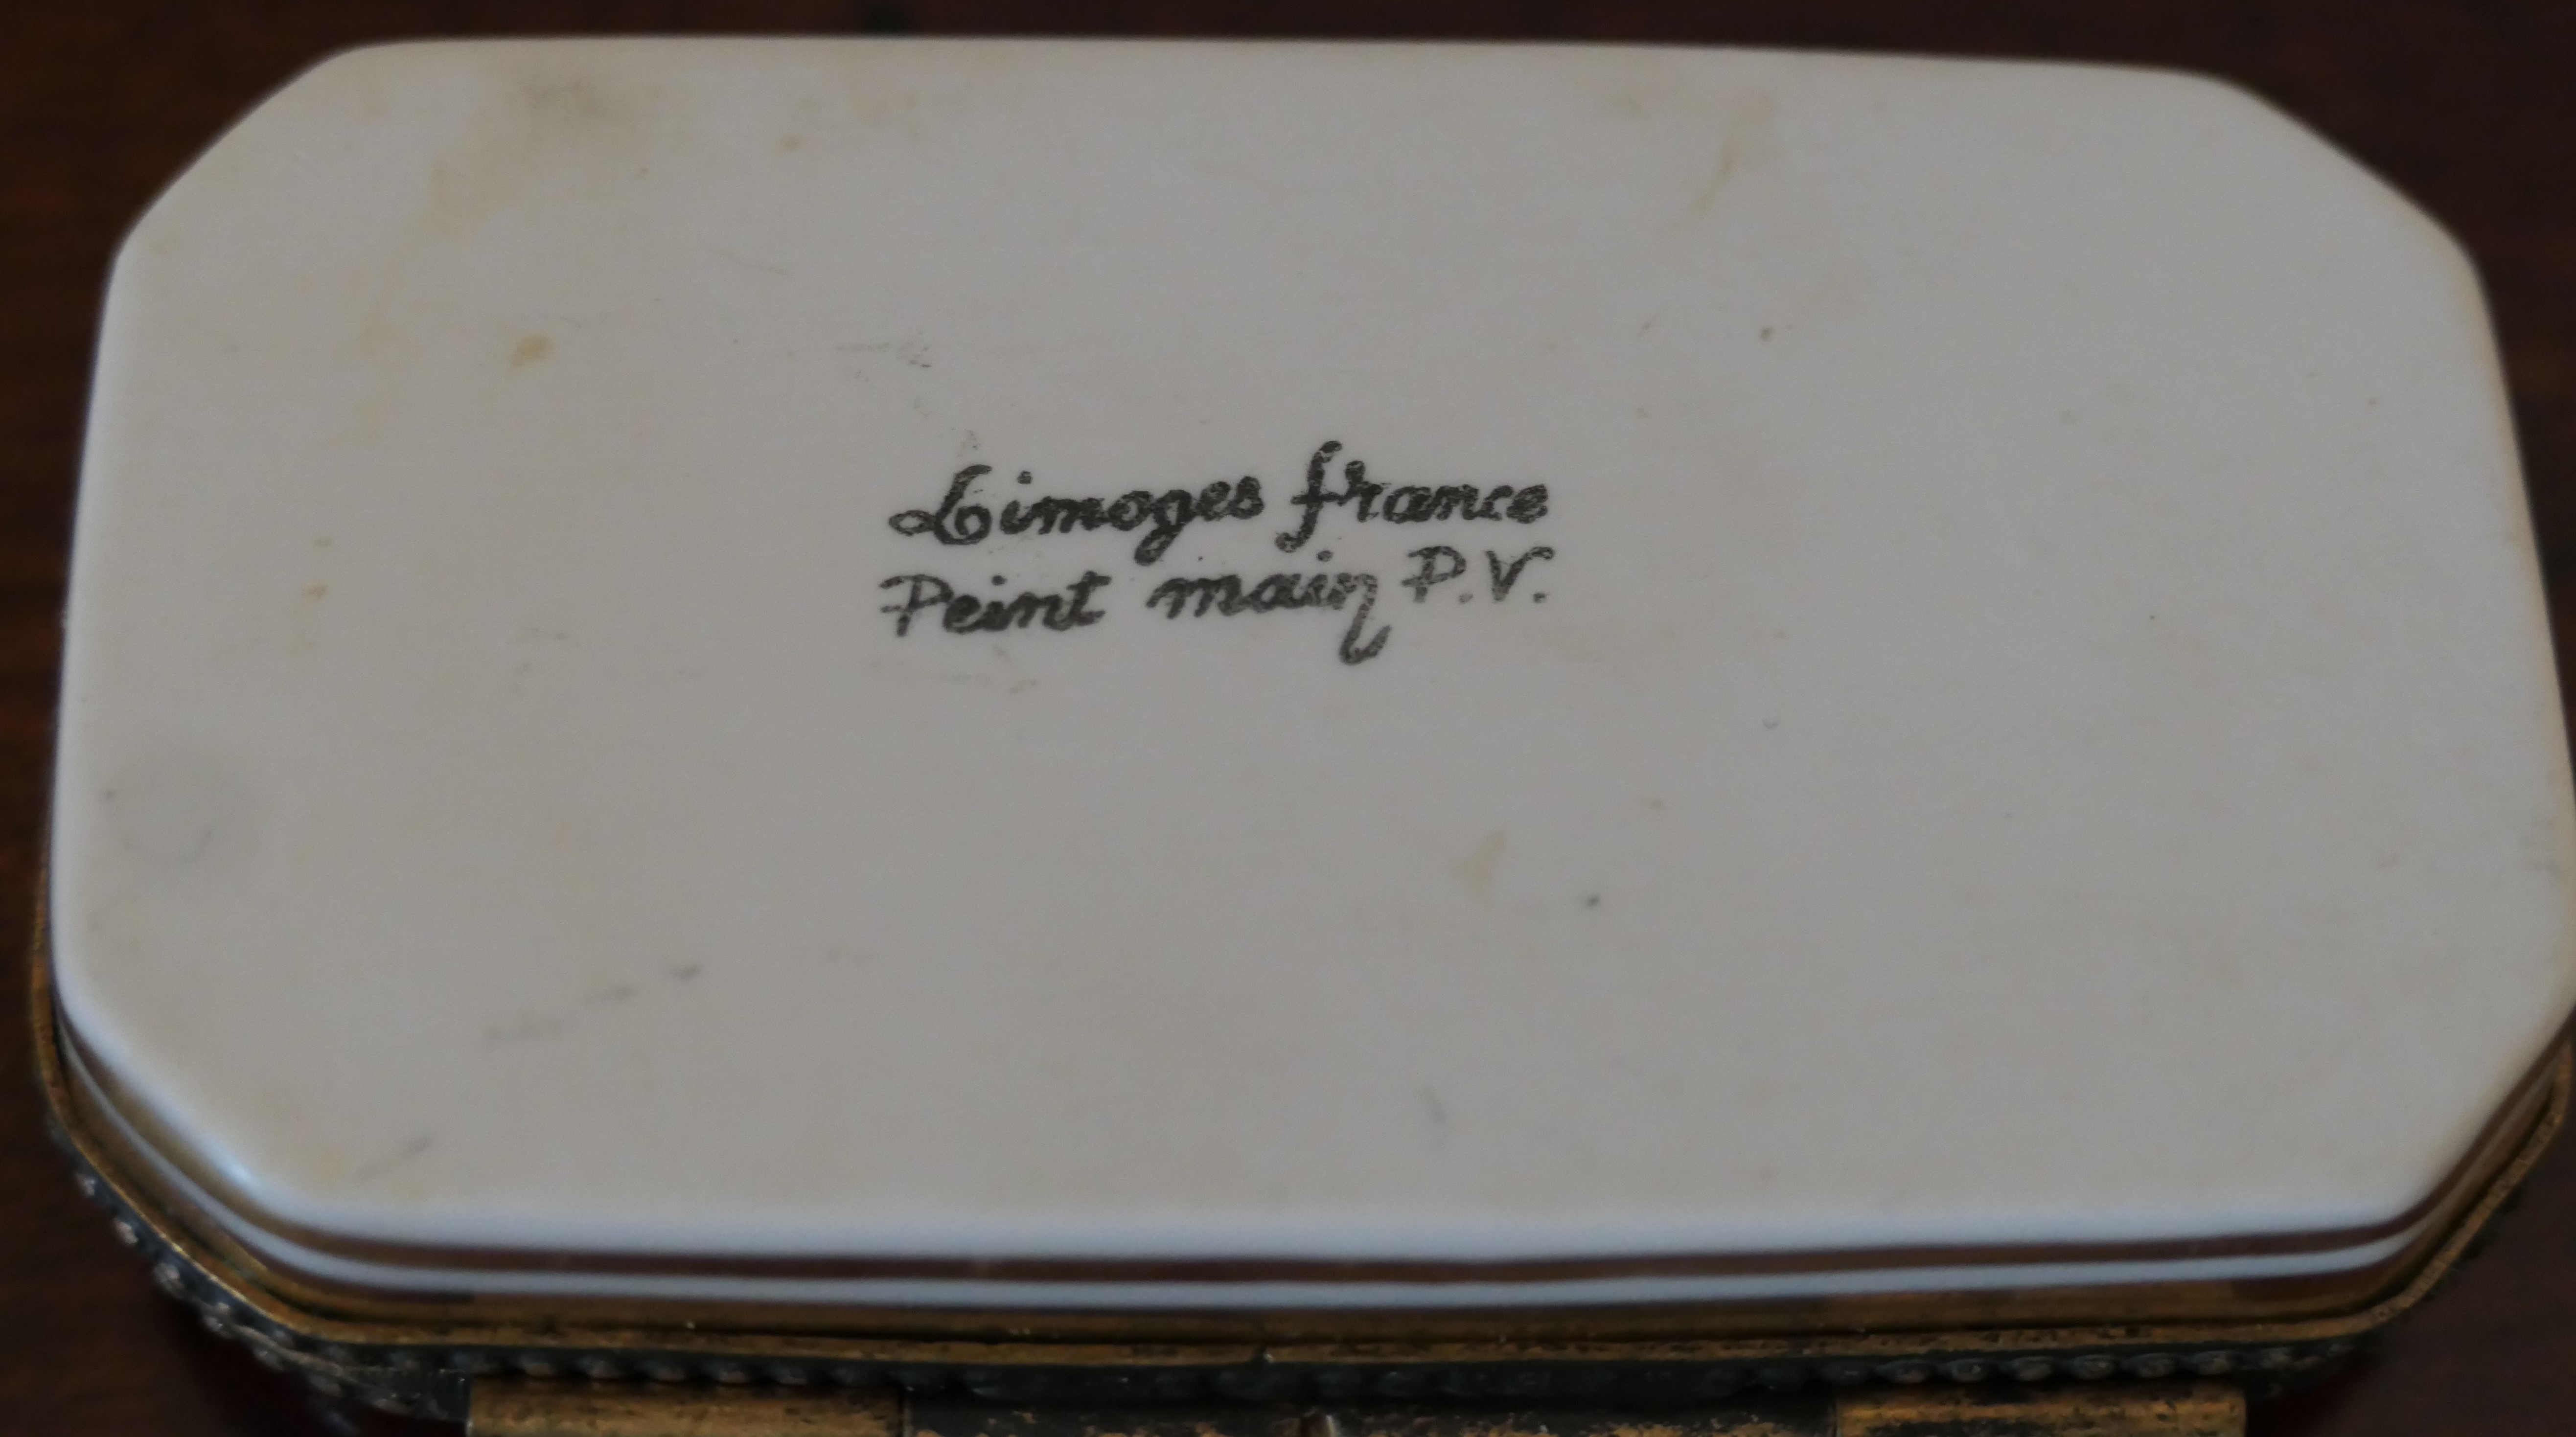 Limoges france
Peint main P.V.